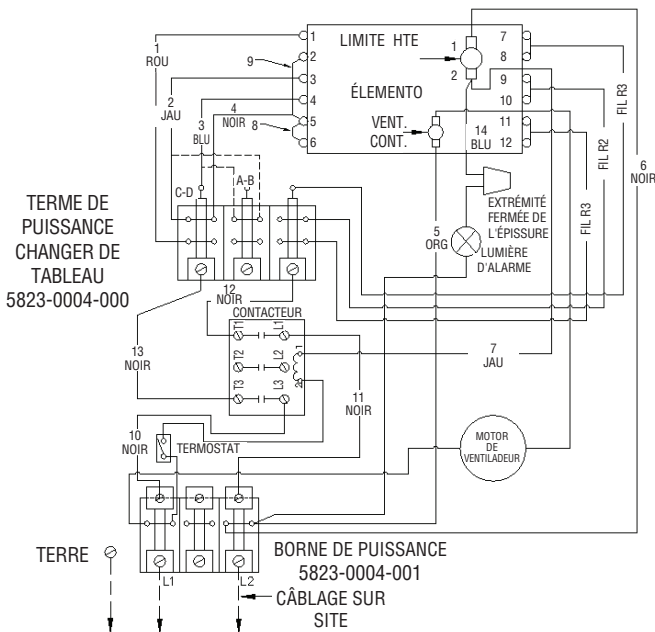 1
ROU
2
JAU
3
BLU
4
NOIR
9
8
1
2
3
4
5
6
LIMITE HTE
ÉLEMENTO
VENT.
CONT.
1
2
7
8
9
10
11
12
14
BLU
FIL R3
FIL R2
FIL R3
6
NOIR
EXTRÉMITÉ
FERMÉE DE
L'ÉPISSURE
LUMIÈRE
D'ALARME
5
ORG
TERME DE
PUISSANCE
CHANGER DE
TABLEAU
5823-0004-000
C-D
A-B
12
NOIR
CONTACTEUR
T1
L1
T2
L2
T3
L3
1
2
13
NOIR
11
NOIR
7
JAU
10
NOIR
THERMOSTAT
MOTOR
DE
VENTILADEUR
TERRE
L1
L2
BORNE DE PUISSANCE
5823-0004-001
CÂBLAGE SUR
SITE